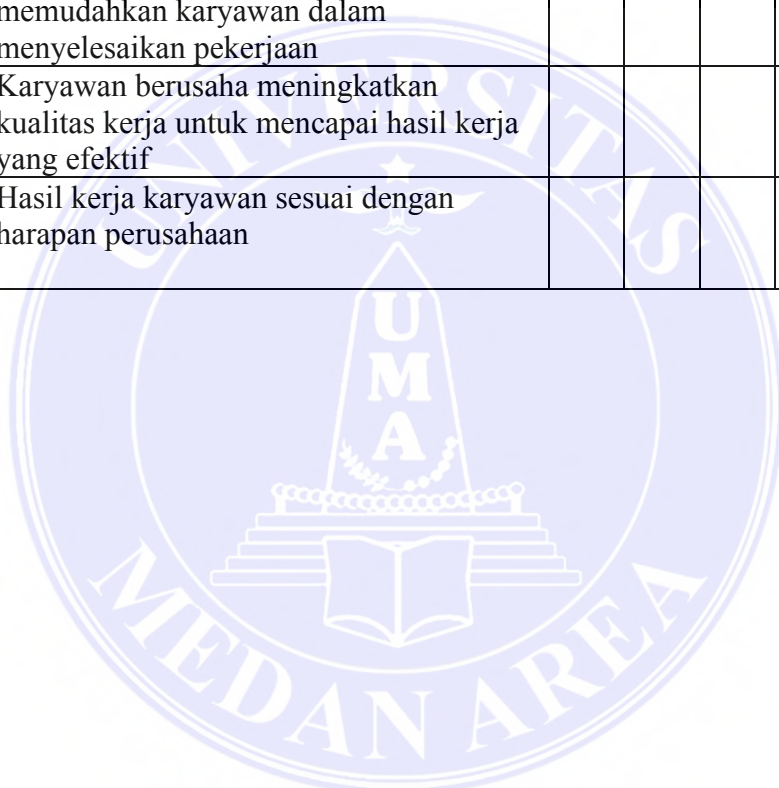 memudahkan karyawan dalam
menyelesaikan pekerjaan
Karyawan berusaha meningkatkan
kualitas kerja untuk mencapai hasil kerja
yang efektif
Hasil kerja karyawan sesuai dengan
harapan perusahaan
UNIVERSITAS
U
M
A
MEDAN AREA